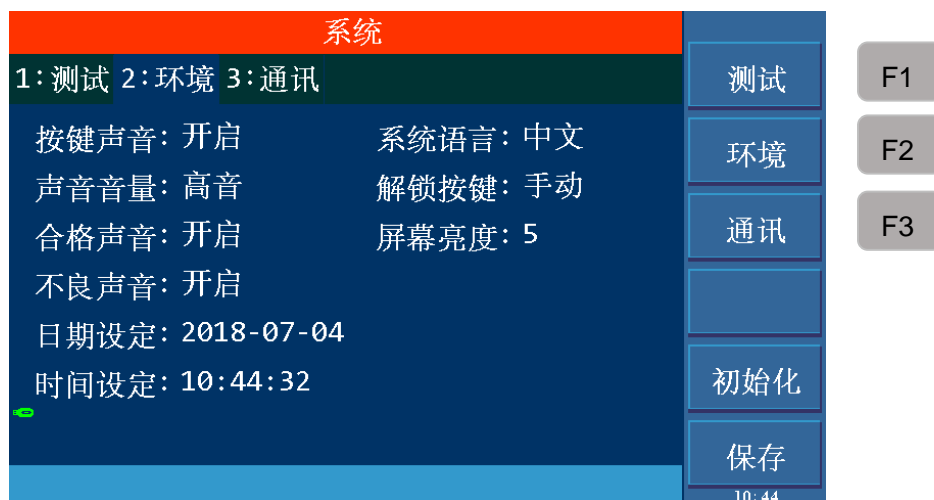 系统
1:测试 2:环境 3:通讯
按键声音: 开启
系统语言: 中文
声音音量: 高音
解锁按键: 手动
合格声音: 开启
屏幕亮度: 5
不良声音: 开启
日期设定: 2018-07-04
时间设定: 10:44:32
测试
环境
通讯
初始化
保存
10:44
F1
F2
F3